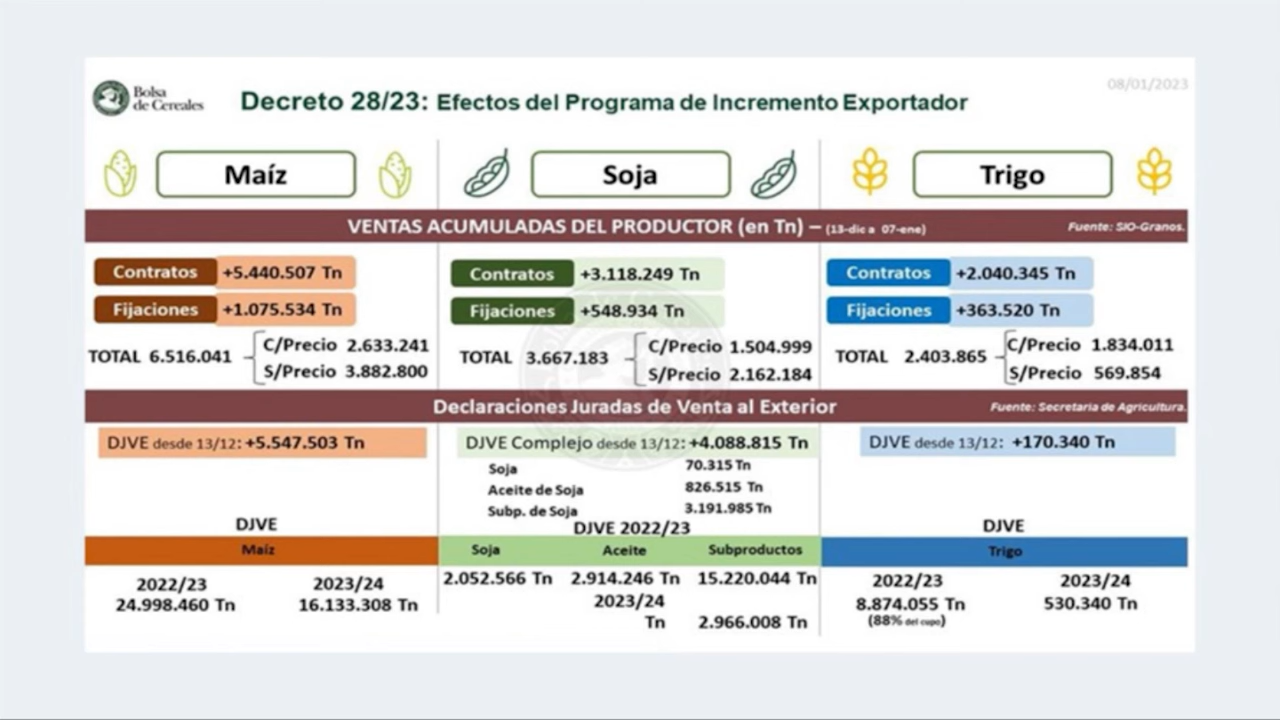 Bolsa
de Cereales
Decreto 28/23: Efectos del Programa de Incremento Exportador
08/01/2023
Maíz
Soja
Trigo
VENTAS ACUMULADAS DEL PRODUCTOR (en Tn) – (13-dic a 07-ene)
Fuente: SIO-Granos.
Contratos +5.440.507 Tn
Fijaciones +1.075.534 Tn
TOTAL 6.516.041
C/Precio 2.633.241
S/Precio 3.882.800
Contratos +3.118.249 Tn
Fijaciones +548.934 Tn
TOTAL 3.667.183
C/Precio 1.504.999
S/Precio 2.162.184
Contratos +2.040.345 Tn
Fijaciones +363.520 Tn
TOTAL 2.403.865
C/Precio 1.834.011
S/Precio 569.854
Declaraciones Juradas de Venta al Exterior
Fuente: Secretaria de Agricultura.
DJVE desde 13/12: +5.547.503 Tn
DJVE
Maíz
2022/23 2023/24
24.998.460 Tn 16.133.308 Tn
DJVE Complejo desde 13/12: +4.088.815 Tn
Soja 70.315 Tn
Aceite de Soja 826.515 Tn
Subp. de Soja 3.191.985 Tn
DJVE 2022/23
Soja Aceite Subproductos
2.052.566 Tn 2.914.246 Tn 15.220.044 Tn
2023/24
Tn 2.966.008 Tn
DJVE desde 13/12: +170.340 Tn
DJVE
Trigo
2022/23 2023/24
8.874.055 Tn 530.340 Tn
(88% del cupo)